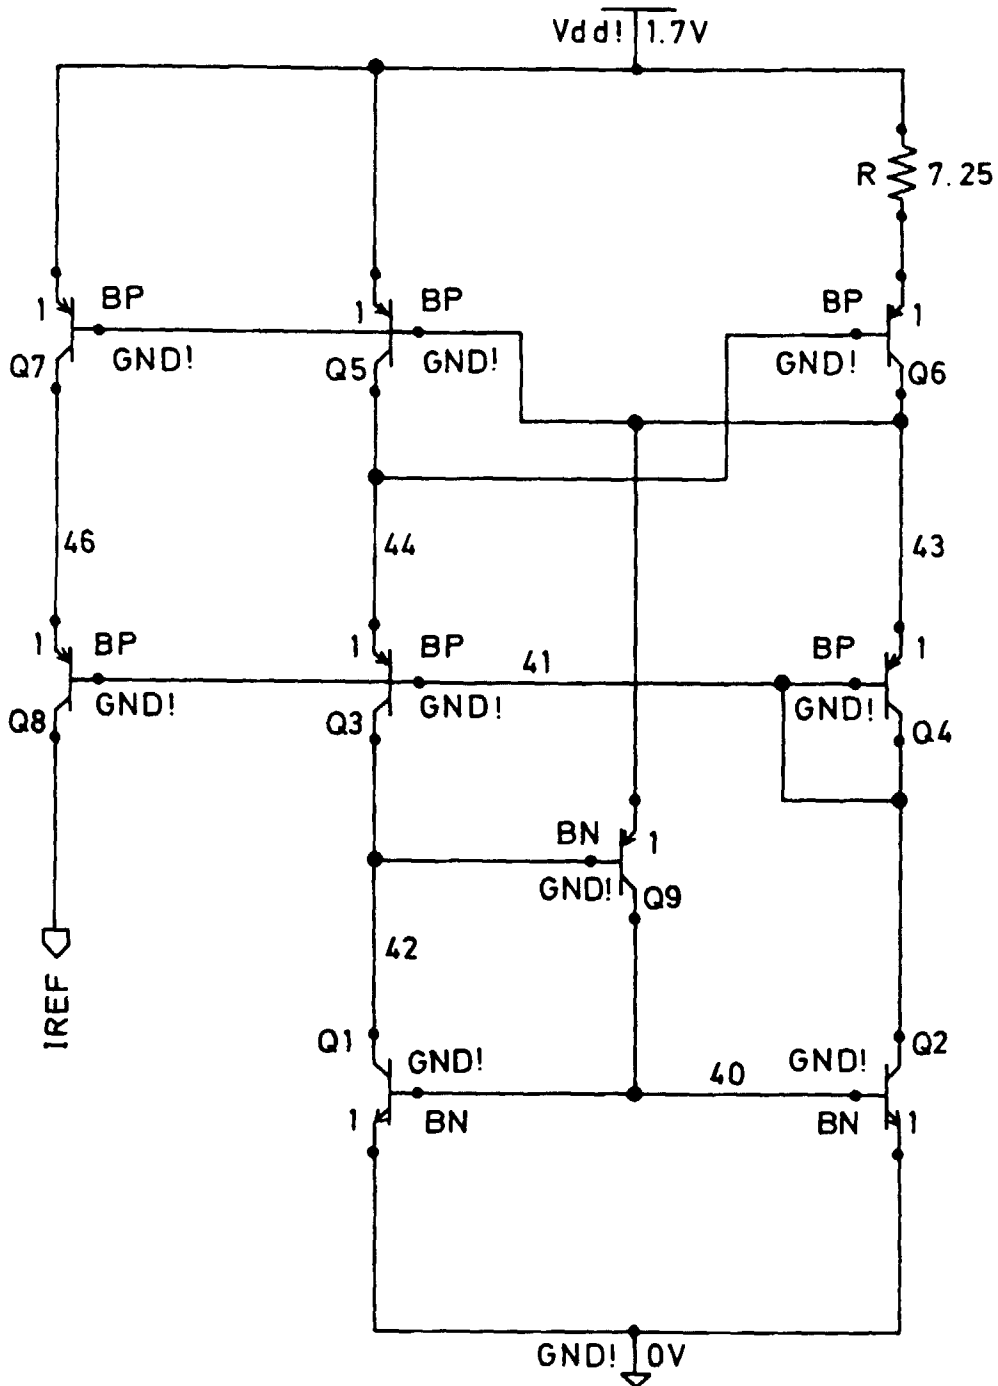 Vdd! 1.7V
R 7.25
1 BP
GND!
Q7
1 BP
GND!
Q5
BP 1
GND!
Q6
46
44
43
1 BP
GND!
Q8
1 BP
GND!
Q3
41
BP 1
GND!
Q4
BN 1
GND!
Q9
42
IREF
Q1
GND!
1 BN
40
Q2
GND!
BN 1
GND! 0V